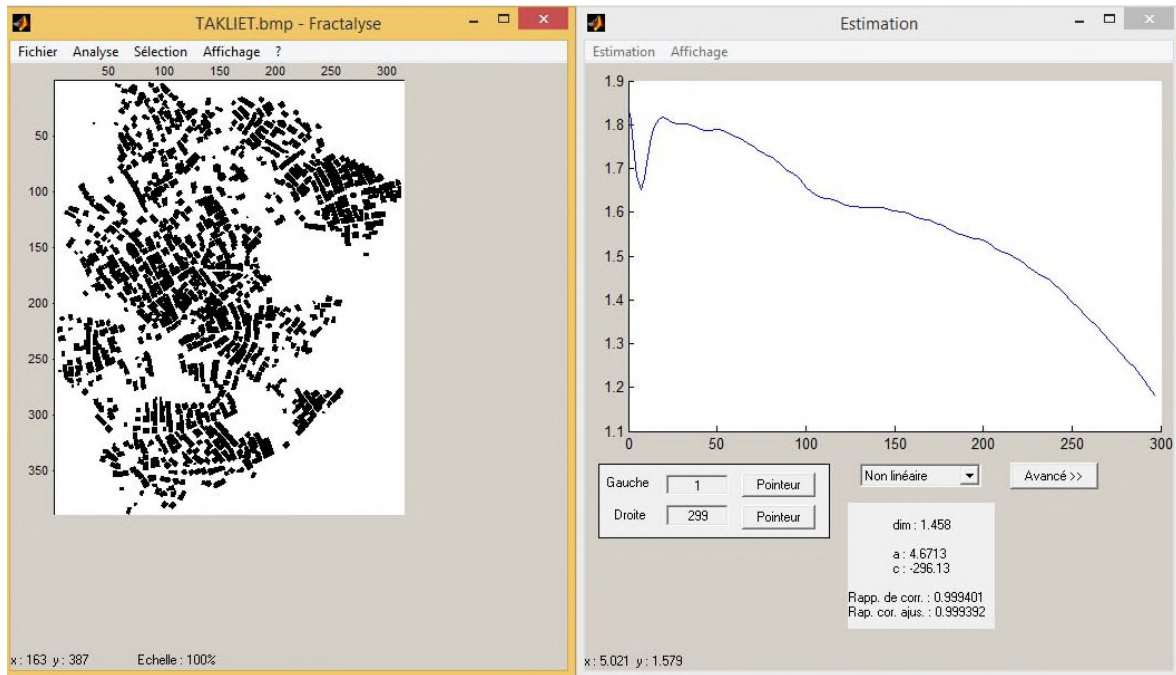 TAKLIET.bmp - Fractalyse
Fichier Analyse Sélection Affichage ?
50 100 150 200 250 300
50
100
150
200
250
300
350
x : 163 y : 387 Echelle : 100%
Estimation
Estimation Affichage
1.9
1.8
1.7
1.6
1.5
1.4
1.3
1.2
1.1
0 50 100 150 200 250 300
Gauche 1 Pointeur
Droite 299 Pointeur
Non linéaire
Avancé >>
dim : 1.458
a : 4.6713
c : -296.13
Rapp. de corr. : 0.999401
Rap. cor. ajus. : 0.999392
x : 5.021 y : 1.579